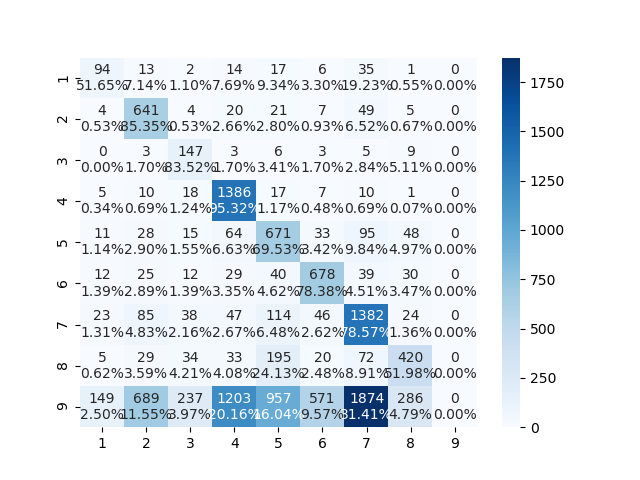 94 13 2 14 17 6 35 1 0
51.65% 7.14% 1.10% 7.69% 9.34% 3.30% 19.23% 0.55% 0.00%
1
4 641 4 20 21 7 49 5 0
0.53% 85.35% 0.53% 2.66% 2.80% 0.93% 6.52% 0.67% 0.00%
2
0 3 147 3 6 3 5 9 0
0.00% 1.70% 83.52% 1.70% 3.41% 1.70% 2.84% 5.11% 0.00%
3
5 10 18 1386 17 7 10 1 0
0.34% 0.69% 1.24% 95.32% 1.17% 0.48% 0.69% 0.07% 0.00%
4
11 28 15 64 671 33 95 48 0
1.14% 2.90% 1.55% 6.63% 69.53% 3.42% 9.84% 4.97% 0.00%
5
12 25 12 29 40 678 39 30 0
1.39% 2.89% 1.39% 3.35% 4.62% 78.38% 4.51% 3.47% 0.00%
6
23 85 38 47 114 46 1382 24 0
1.31% 4.83% 2.16% 2.67% 6.48% 2.62% 78.57% 1.36% 0.00%
7
5 29 34 33 195 20 72 420 0
0.62% 3.59% 4.21% 4.08% 24.13% 2.48% 8.91% 51.98% 0.00%
8
149 689 237 1203 957 571 1874 286 0
2.50% 11.55% 3.97% 20.16% 16.04% 9.57% 31.41% 4.79% 0.00%
9
1 2 3 4 5 6 7 8 9
1750
1500
1250
1000
750
500
250
0